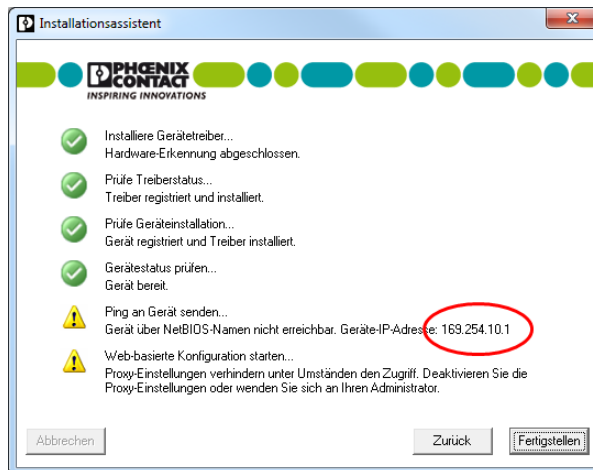 Installationsassistent
PHŒNIX
CONTACT
INSPIRING INNOVATIONS
Installiere Gerätetreiber...
Hardware-Erkennung abgeschlossen.
Prüfe Treiberstatus...
Treiber registriert und installiert.
Prüfe Geräteinstallation...
Gerät registriert und Treiber installiert.
Gerätestatus prüfen...
Gerät bereit.
Ping an Gerät senden...
Gerät über NetBIOS-Namen nicht erreichbar. Geräte-IP-Adresse: 169.254.10.1
Web-basierte Konfiguration starten...
Proxy-Einstellungen verhindern unter Umständen den Zugriff. Deaktivieren Sie die
Proxy-Einstellungen oder wenden Sie sich an Ihren Administrator.
Abbrechen Zurück Fertigstellen